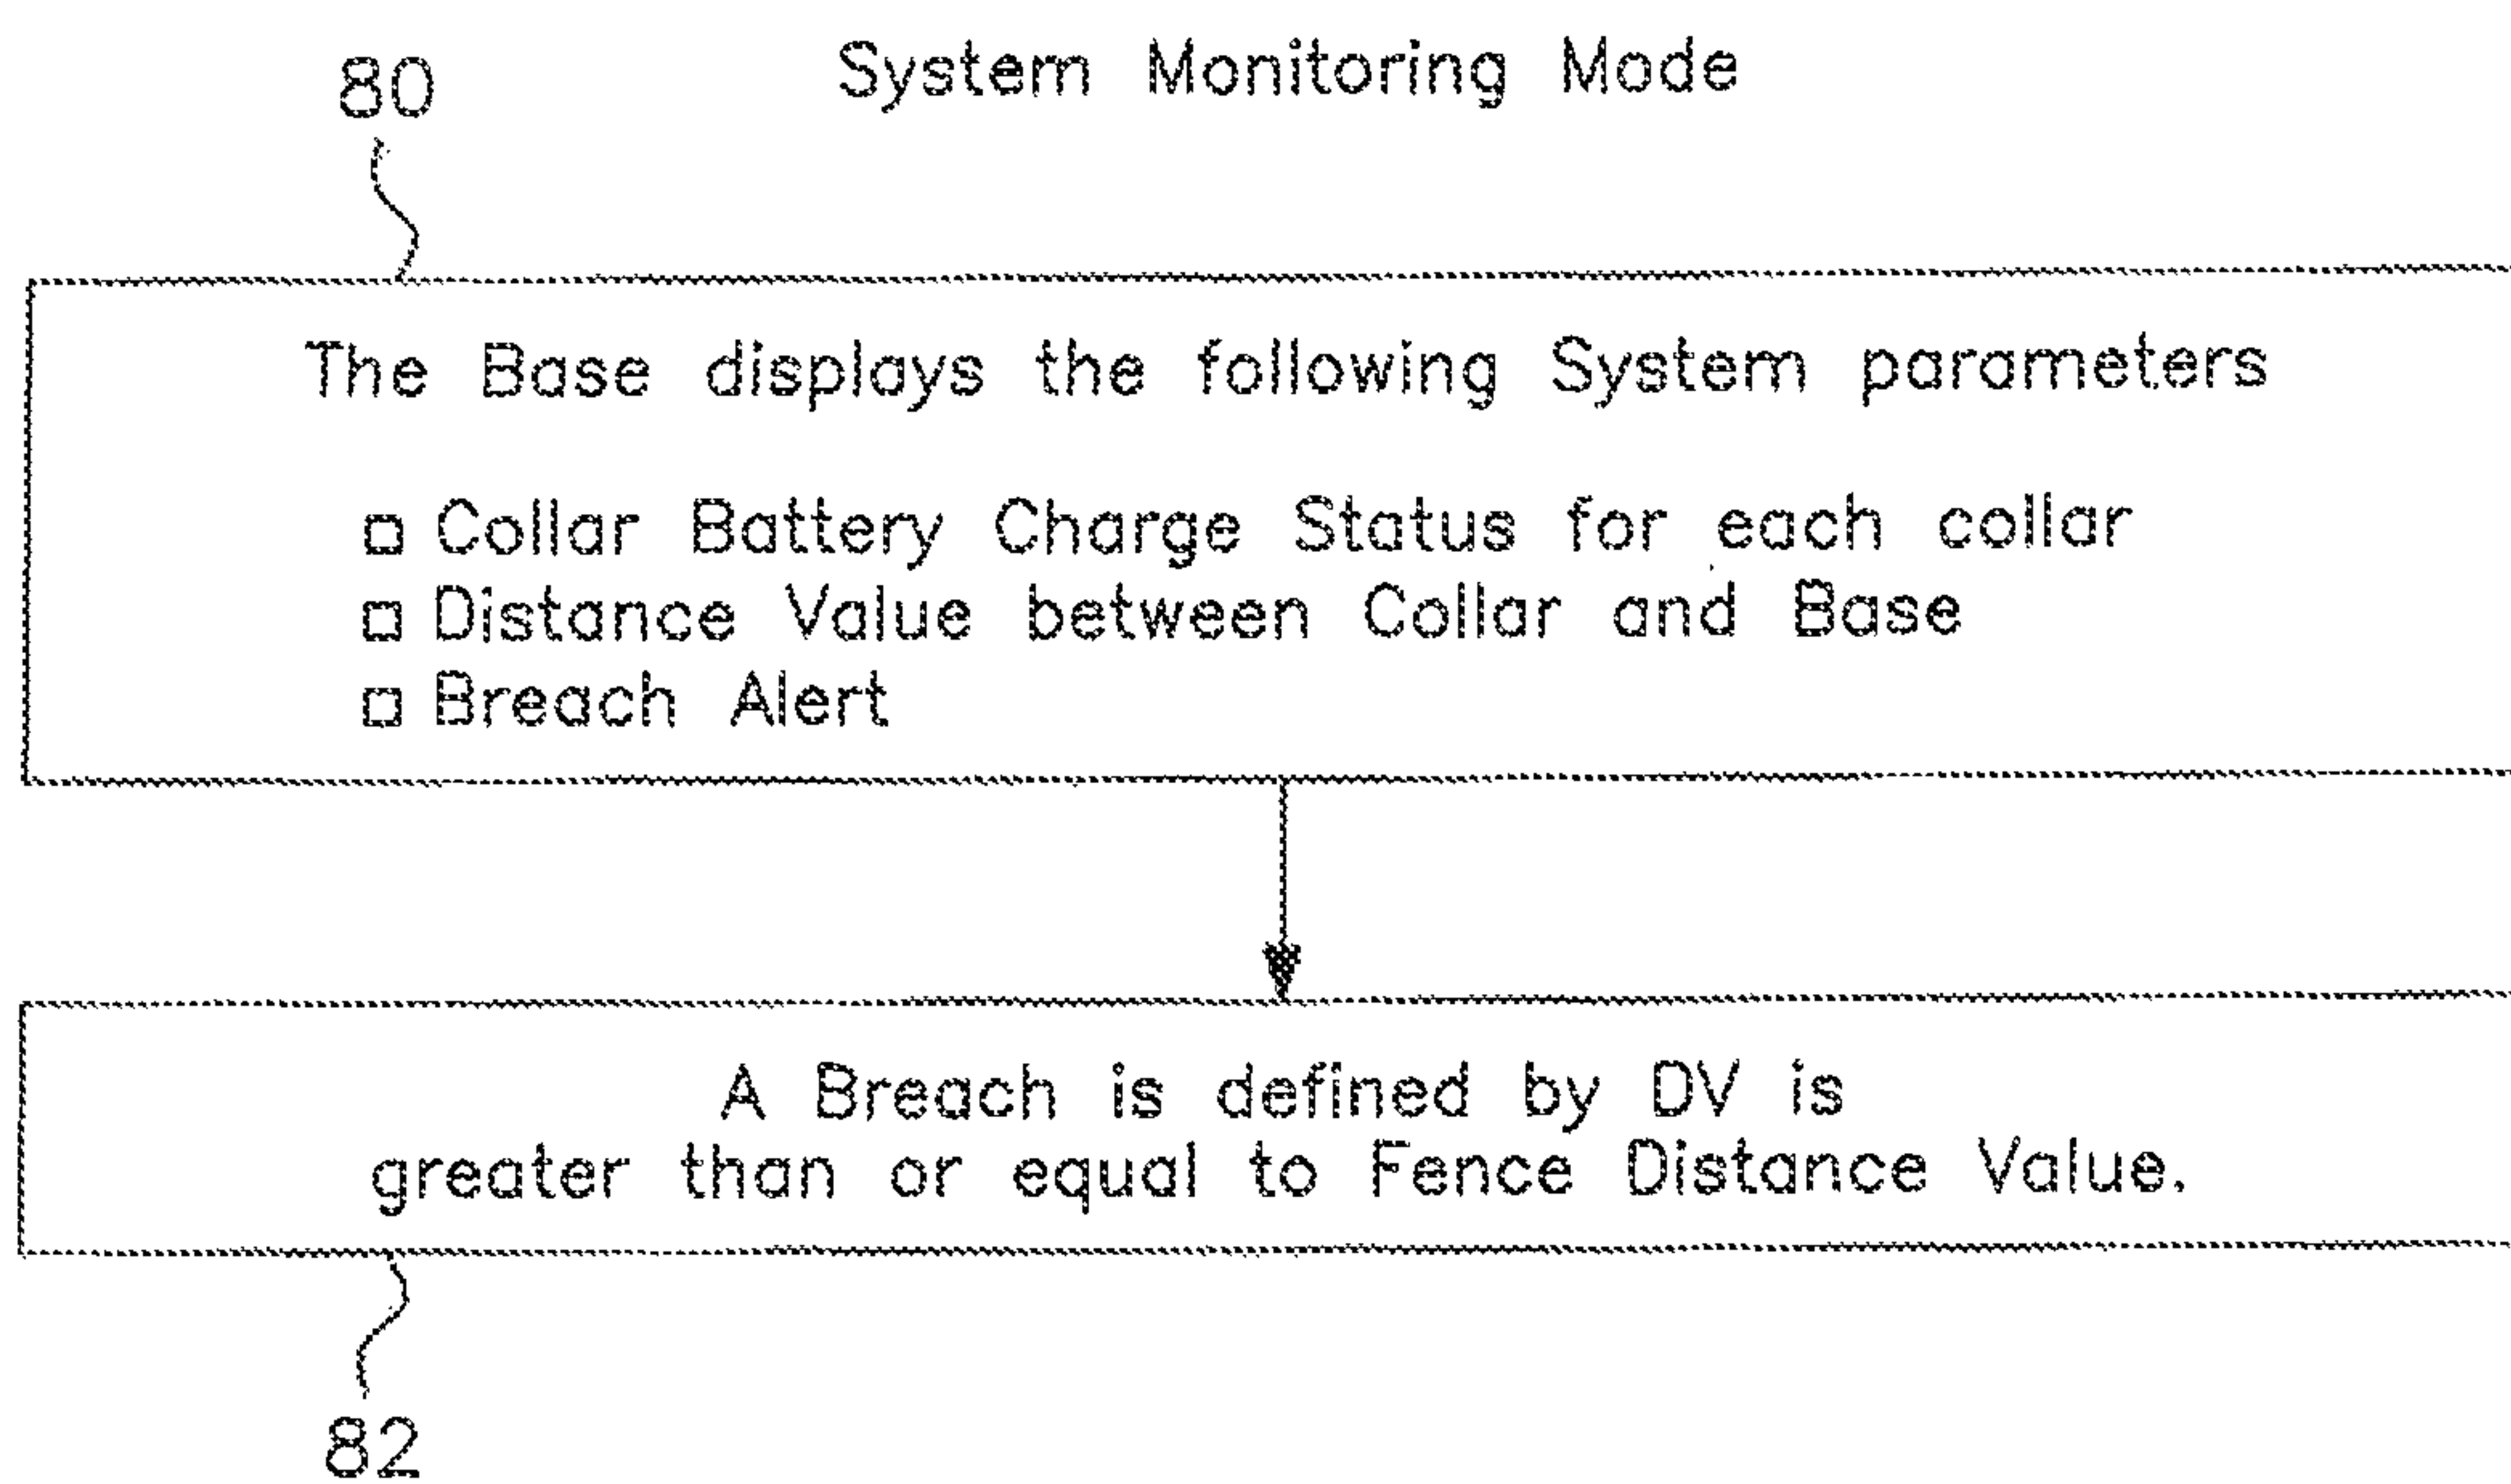 System Monitoring Mode
80
The Base displays the following System parameters
□ Collar Battery Charge Status for each collar
□ Distance Value between Collar and Base
□ Breach Alert
A Breach is defined by DV is
greater than or equal to Fence Distance Value.
82